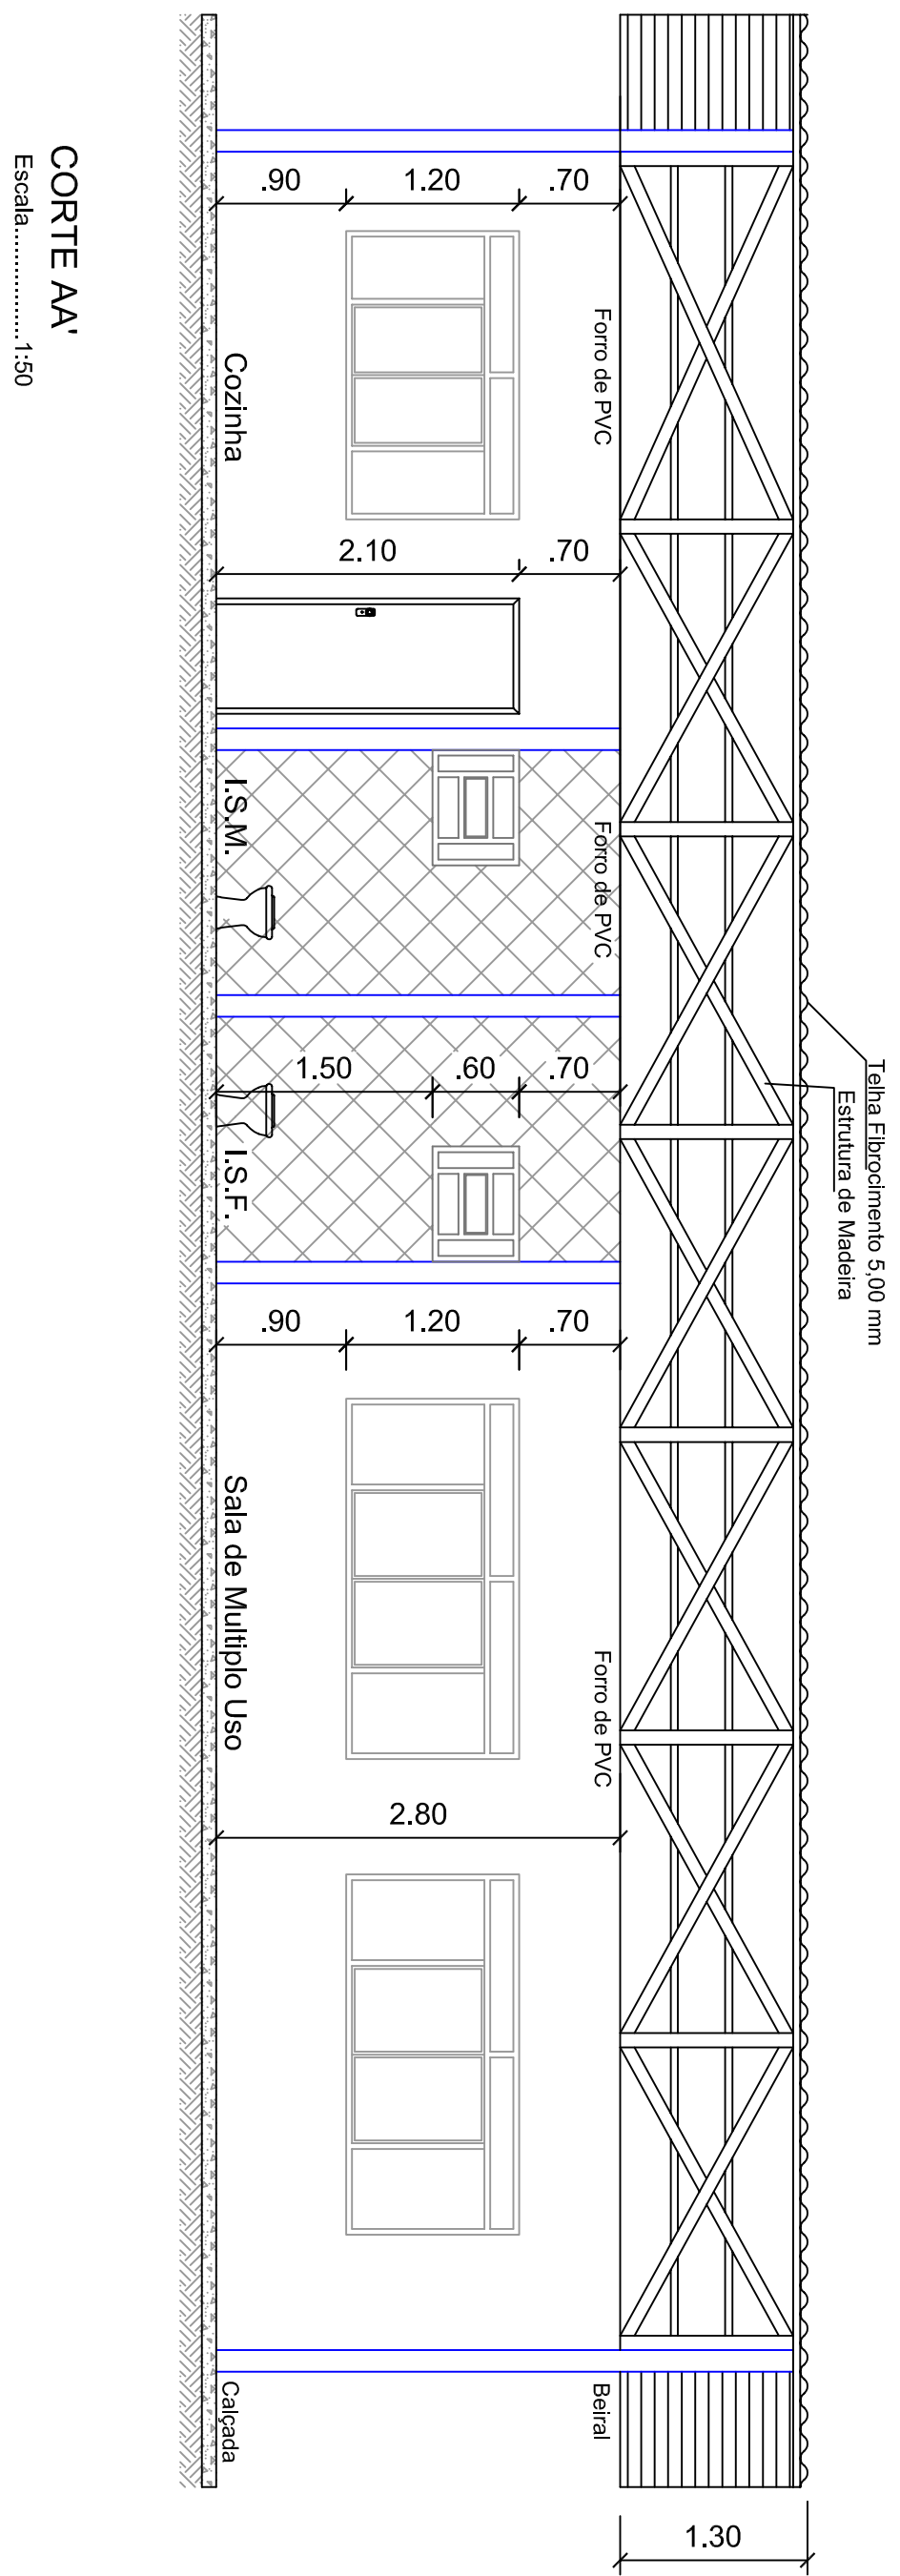 Telha Fibrocimento 5,00 mm
Estrutura de Madeira
1.30
Forro de PVC
Forro de PVC
Forro de PVC
Beiral
.70
1.20
.90
.70
2.10
.70
.60
1.50
.70
1.20
.90
2.80
Cozinha
I.S.M.
I.S.F.
Sala de Multiplo Uso
Calçada
CORTE AA'
Escala................1:50